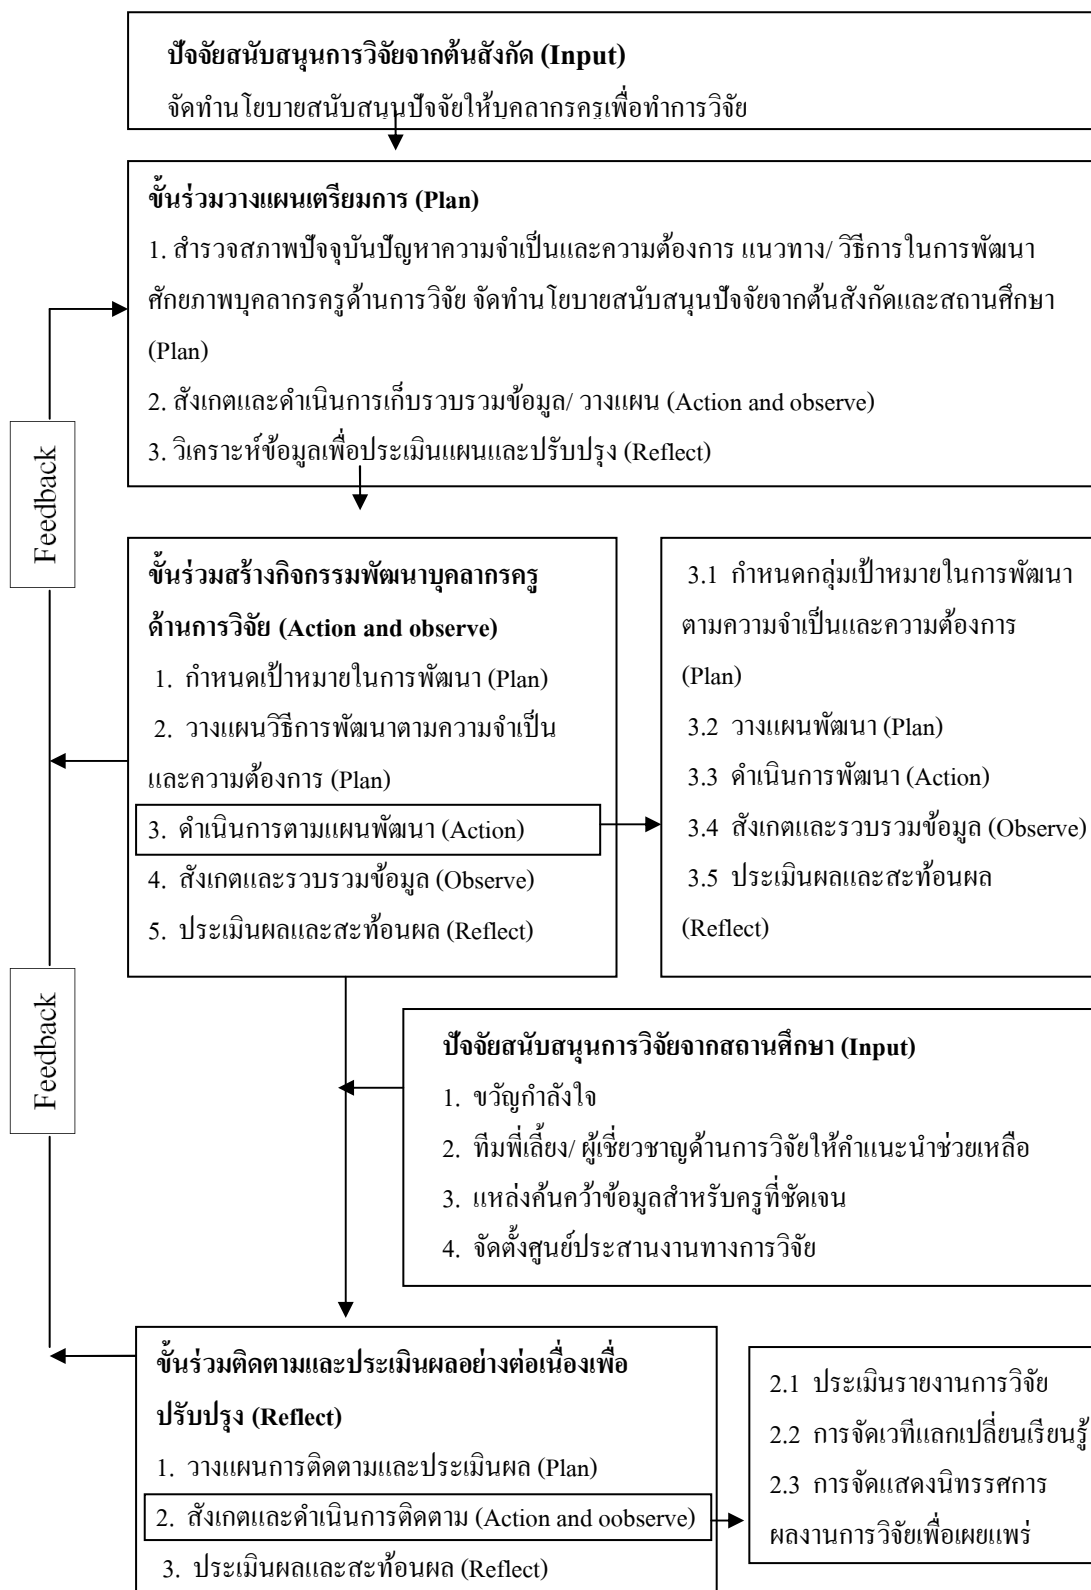 ปัจจัยสนับสนุนการวิจัยจากต้นสังกัด (Input)
จัดทำนโยบายสนับสนุนปัจจัยให้บุคลากรครูเพื่อทำการวิจัย
ขั้นร่วมวางแผนเตรียมการ (Plan)
1. สำรวจสภาพปัจจุบันปัญหาความจำเป็นและความต้องการ แนวทาง/ วิธีการในการพัฒนา
ศักยภาพบุคลากรครูด้านการวิจัย จัดทำนโยบายสนับสนุนปัจจัยจากต้นสังกัดและสถานศึกษา
(Plan)
2. สังเกตและดำเนินการเก็บรวบรวมข้อมูล/ วางแผน (Action and observe)
3. วิเคราะห์ข้อมูลเพื่อประเมินแผนและปรับปรุง (Reflect)
Feedback
ขั้นร่วมสร้างกิจกรรมพัฒนาบุคลากรครู
ด้านการวิจัย (Action and observe)
1. กำหนดเป้าหมายในการพัฒนา (Plan)
2. วางแผนวิธีการพัฒนาตามความจำเป็น
และความต้องการ (Plan)
3. ดำเนินการตามแผนพัฒนา (Action)
4. สังเกตและรวบรวมข้อมูล (Observe)
5. ประเมินผลและสะท้อนผล (Reflect)
3.1 กำหนดกลุ่มเป้าหมายในการพัฒนา
ตามความจำเป็นและความต้องการ
(Plan)
3.2 วางแผนพัฒนา (Plan)
3.3 ดำเนินการพัฒนา (Action)
3.4 สังเกตและรวบรวมข้อมูล (Observe)
3.5 ประเมินผลและสะท้อนผล
(Reflect)
Feedback
ปัจจัยสนับสนุนการวิจัยจากสถานศึกษา (Input)
1. ขวัญกำลังใจ
2. ทีมพี่เลี้ยง/ ผู้เชี่ยวชาญด้านการวิจัยให้คำแนะนำช่วยเหลือ
3. แหล่งค้นคว้าข้อมูลสำหรับครูที่ชัดเจน
4. จัดตั้งศูนย์ประสานงานทางการวิจัย
ขั้นร่วมติดตามและประเมินผลอย่างต่อเนื่องเพื่อ
ปรับปรุง (Reflect)
1. วางแผนการติดตามและประเมินผล (Plan)
2. สังเกตและดำเนินการติดตาม (Action and oobserve)
3. ประเมินผลและสะท้อนผล (Reflect)
2.1 ประเมินรายงานการวิจัย
2.2 การจัดเวทีแลกเปลี่ยนเรียนรู้
2.3 การจัดแสดงนิทรรศการ
ผลงานการวิจัยเพื่อเผยแพร่